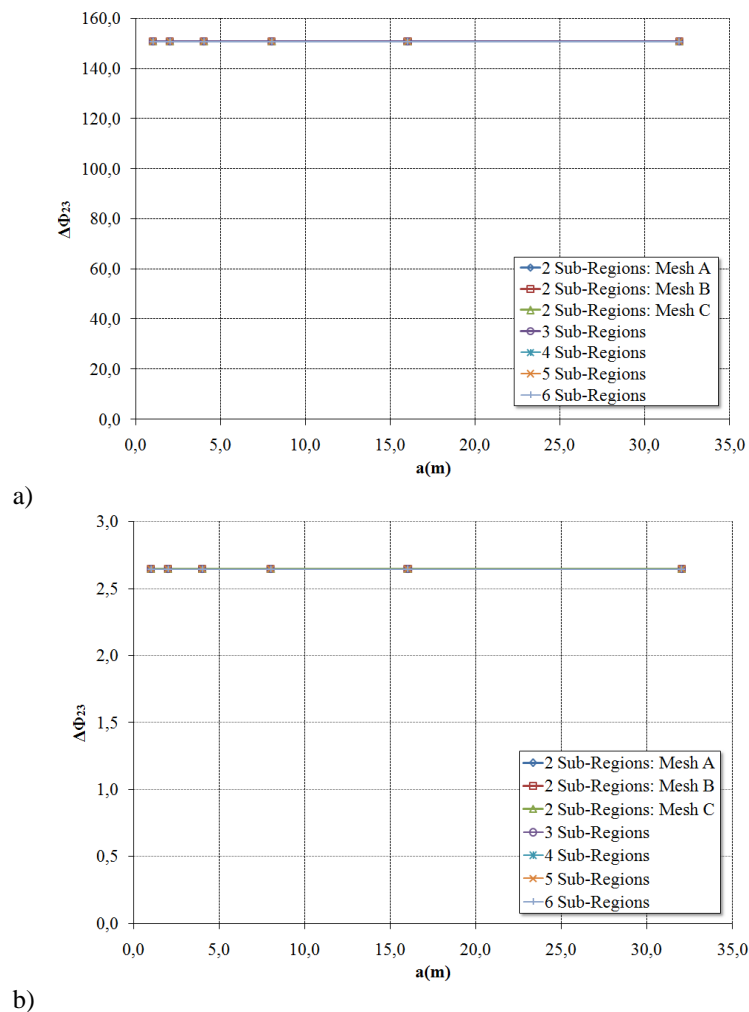 160,0
140,0
120,0
100,0
80,0
60,0
40,0
20,0
0,0
ΔΦ23
2 Sub-Regions: Mesh A
2 Sub-Regions: Mesh B
2 Sub-Regions: Mesh C
3 Sub-Regions
4 Sub-Regions
5 Sub-Regions
6 Sub-Regions
0,0 5,0 10,0 15,0 20,0 25,0 30,0 35,0
a(m)
a)
3,0
2,5
2,0
1,5
1,0
0,5
0,0
ΔΦ23
2 Sub-Regions: Mesh A
2 Sub-Regions: Mesh B
2 Sub-Regions: Mesh C
3 Sub-Regions
4 Sub-Regions
5 Sub-Regions
6 Sub-Regions
0,0 5,0 10,0 15,0 20,0 25,0 30,0 35,0
a(m)
b)